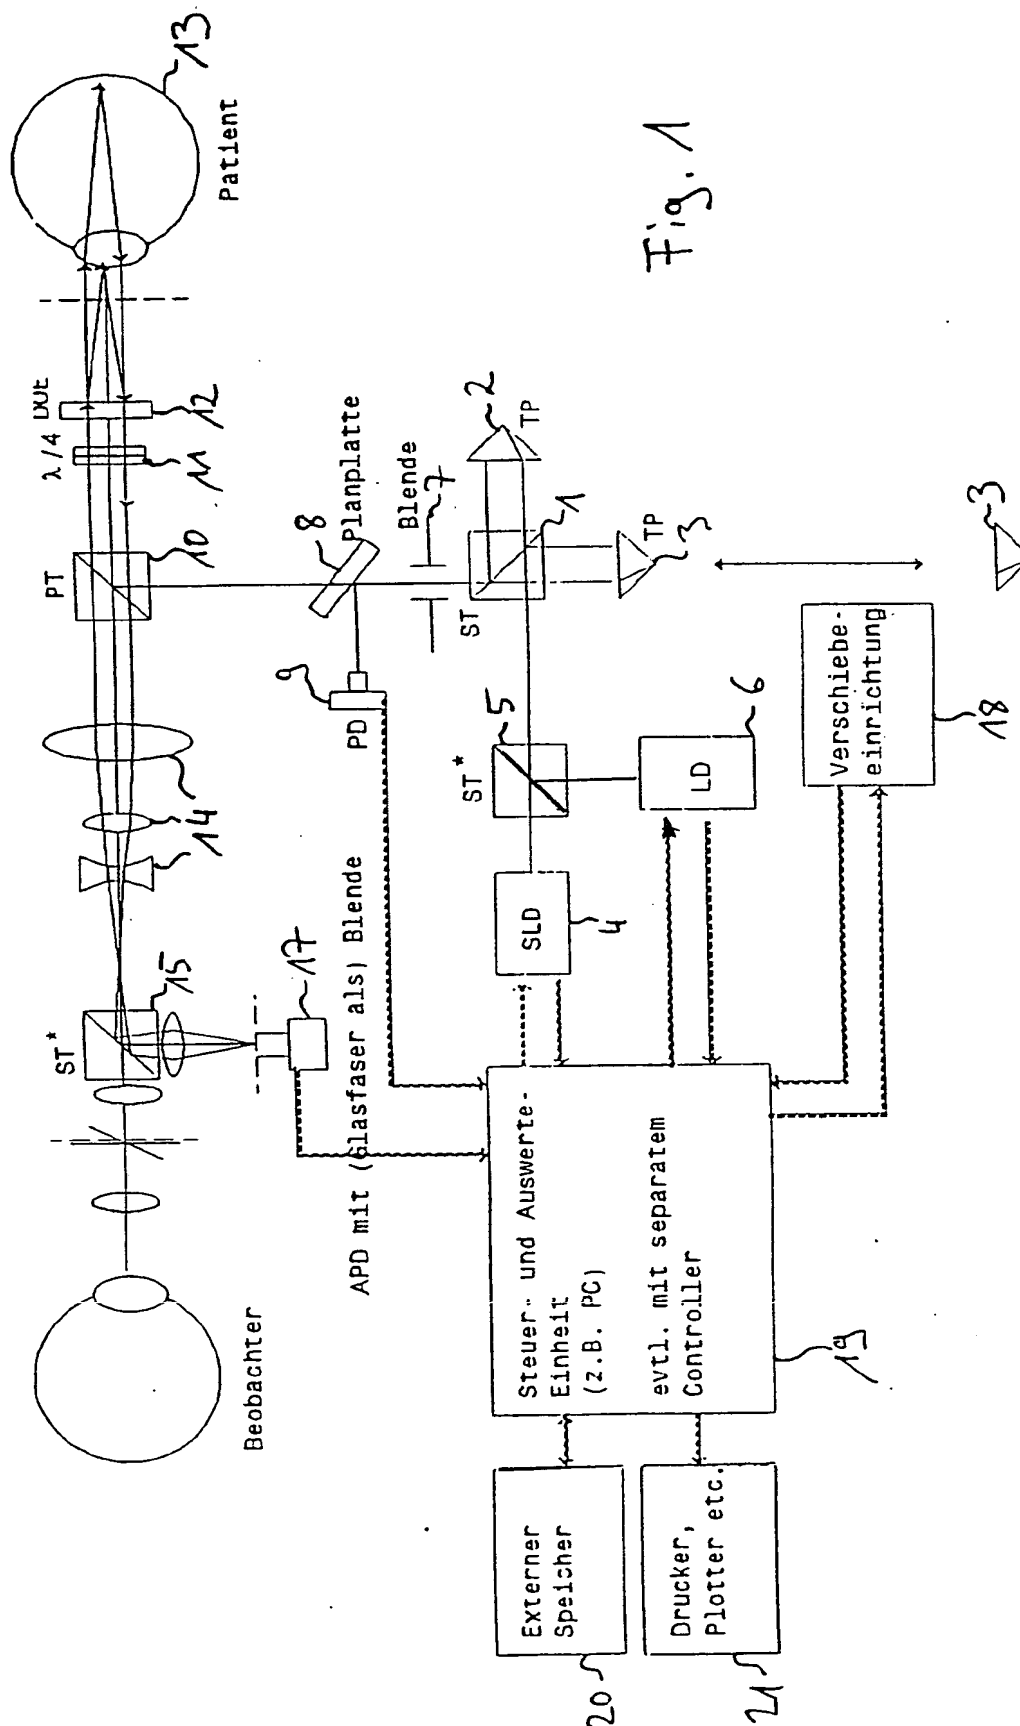 Beobachter
ST*
15
17
APD mit (Glasfaser als) Blende
14
PT
10
λ/4
11
DOE
12
Patient
13
8
Planplatte
9
PD
Blende
7
ST
1
2
TP
3
TP
3
ST*
5
SLD
4
LD
6
Verschiebe-
einrichtung
18
Steuer- und Auswerte-
Einheit
(z.B. PC)
evtl. mit separatem
Controller
19
Externer
Speicher
20
Drucker,
Plotter etc.
21
Fig. 1